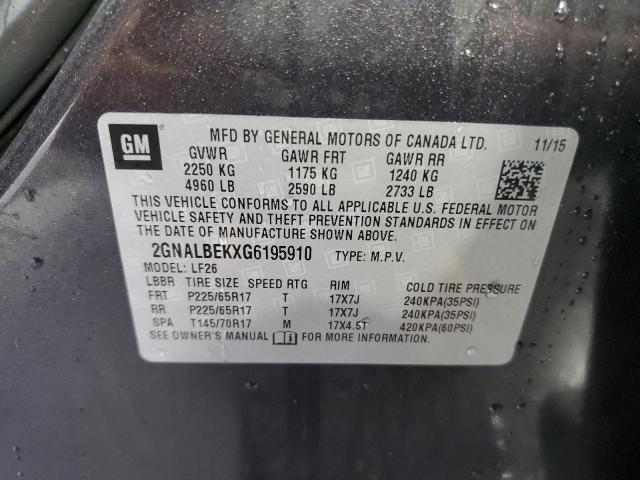 GM
MFD BY GENERAL MOTORS OF CANADA LTD. 11/15
GVWR GAWR FRT GAWR RR
2250 KG 1175 KG 1240 KG
4960 LB 2590 LB 2733 LB
THIS VEHICLE CONFORMS TO ALL APPLICABLE U.S. FEDERAL MOTOR
VEHICLE SAFETY AND THEFT PREVENTION STANDARDS IN EFFECT ON
THE DATE OF MANUFACTURE SHOWN ABOVE.
2GNALBEKXG6195910 TYPE: M.P.V.
MODEL: LF26
LBBR TIRE SIZE SPEED RTG RIM COLD TIRE PRESSURE
FRT P225/65R17 T 17X7J 240KPA(35PSI)
RR P225/65R17 T 17X7J 240KPA(35PSI)
SPA T145/70R17 M 17X4.5T 420KPA(60PSI)
SEE OWNER'S MANUAL FOR MORE INFORMATION.